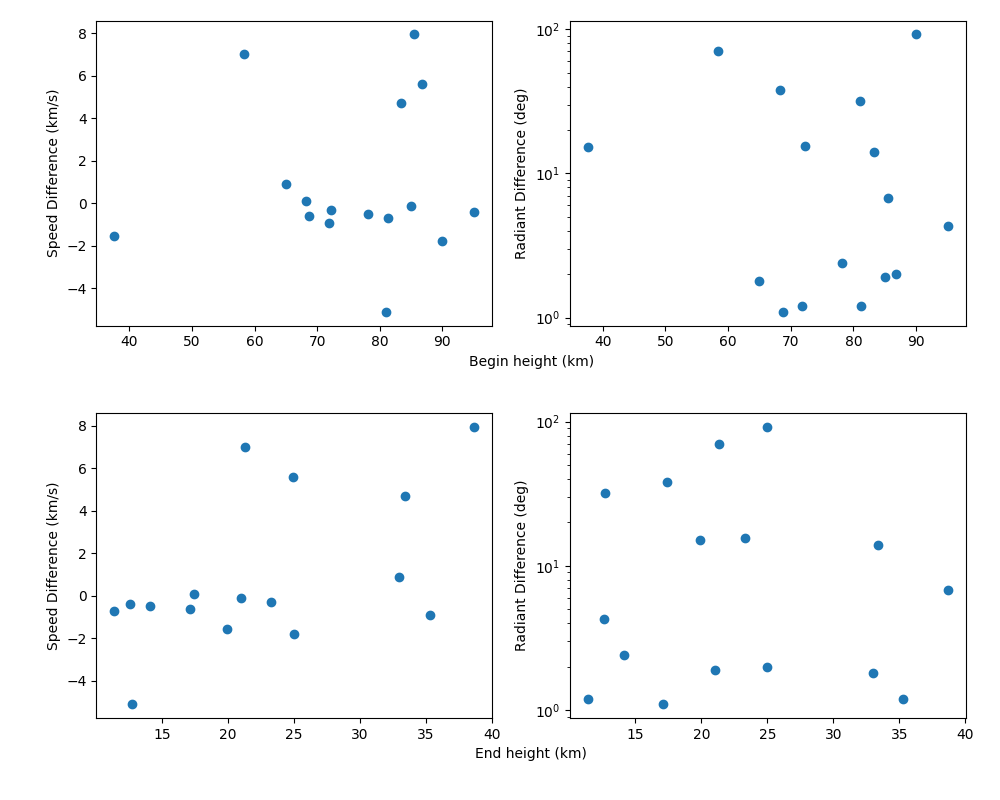 8
6
4
2
0
−2
−4
Speed Difference (km/s)
40 50 60 70 80 90
10²
10¹
10⁰
Radiant Difference (deg)
40 50 60 70 80 90
Begin height (km)
8
6
4
2
0
−2
−4
Speed Difference (km/s)
15 20 25 30 35 40
10²
10¹
10⁰
Radiant Difference (deg)
15 20 25 30 35 40
End height (km)